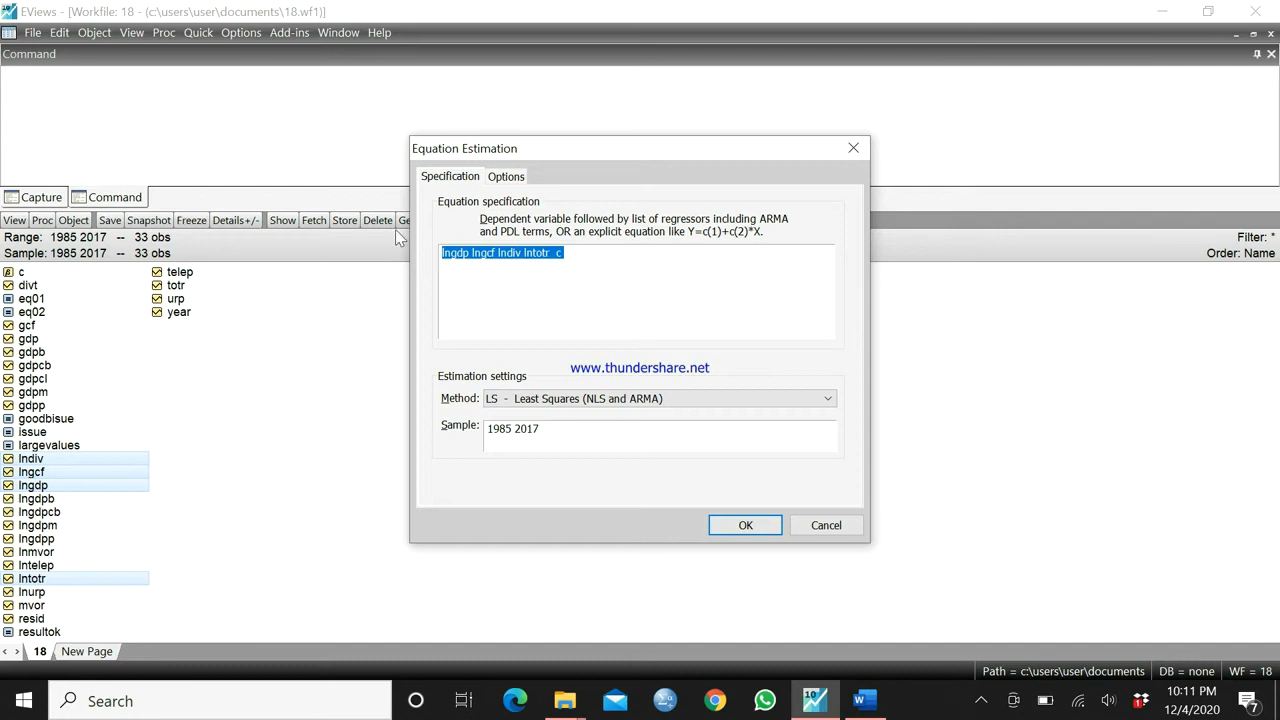 EViews - [Workfile: 18 - (c:\users\user\documents\18.wf1)]
File Edit Object View Proc Quick Options Add-ins Window Help
Command
Capture Command
View Proc Object Save Snapshot Freeze Details+/- Show Fetch Store Delete Ge
Range: 1985 2017 -- 33 obs
Filter: *
Sample: 1985 2017 -- 33 obs
Order: Name
c
divt
eq01
eq02
gcf
gdp
gdpb
gdpcb
gdpcl
gdpm
gdpp
goodbisue
issue
largevalues
lndiv
lngcf
lngdp
lngdpb
lngdpcb
lngdpm
lngdpp
lnmvor
lntelep
lntotr
lnurp
mvor
resid
resultok
telep
totr
urp
year
Equation Estimation
Specification Options
Equation specification
Dependent variable followed by list of regressors including ARMA
and PDL terms, OR an explicit equation like Y=c(1)+c(2)*X.
lngdp lngcf lndiv lntotr c
www.thundershare.net
Estimation settings
Method: LS - Least Squares (NLS and ARMA)
Sample: 1985 2017
OK Cancel
18 New Page
Path = c:\users\user\documents DB = none WF = 18
Search
10:11 PM
12/4/2020
7